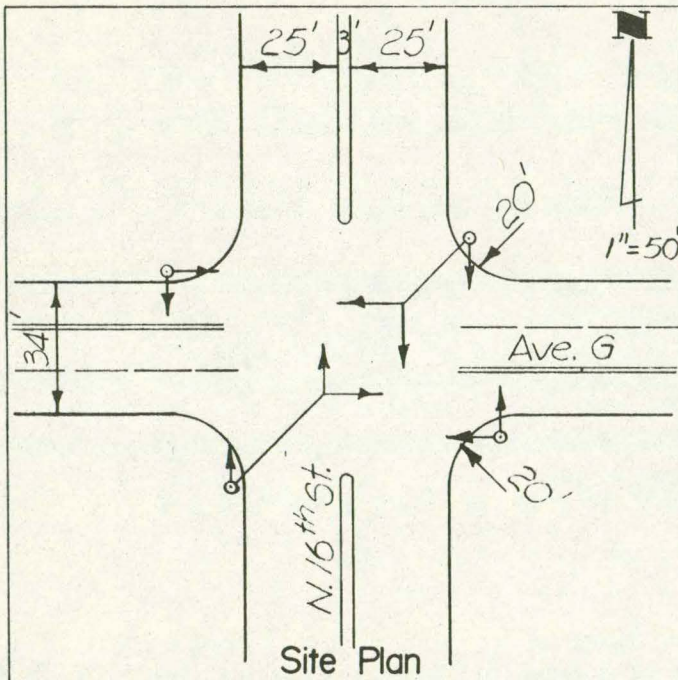 25' 3' 25'
N
20'
1"=50'
34'
Ave. G
N. 16th St.
20'
Site Plan